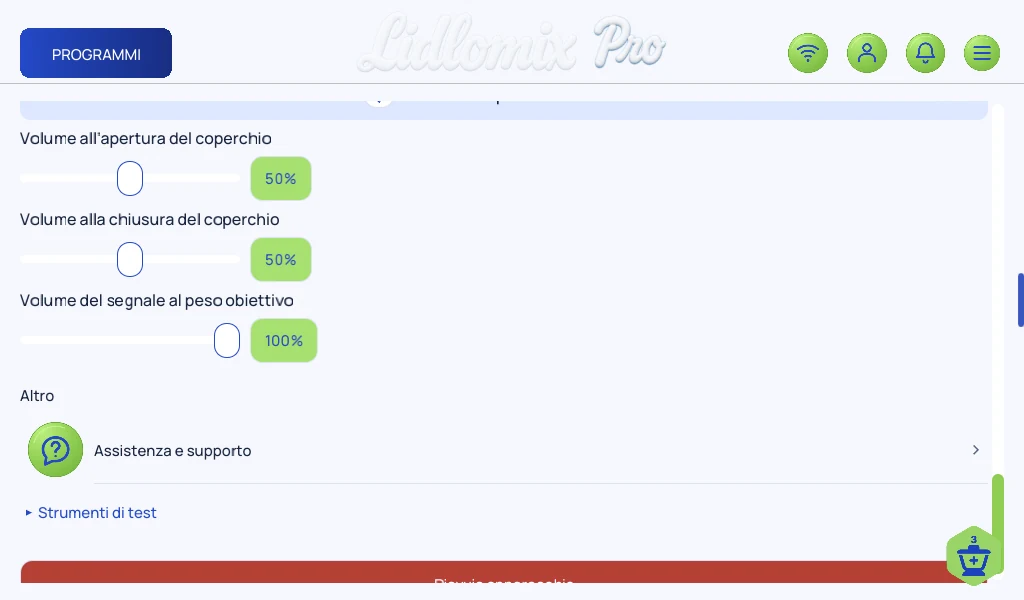 PROGRAMMI
Lidlomix Pro
Volume all'apertura del coperchio
50%
Volume alla chiusura del coperchio
50%
Volume del segnale al peso obiettivo
100%
Altro
Assistenza e supporto
Strumenti di test
3